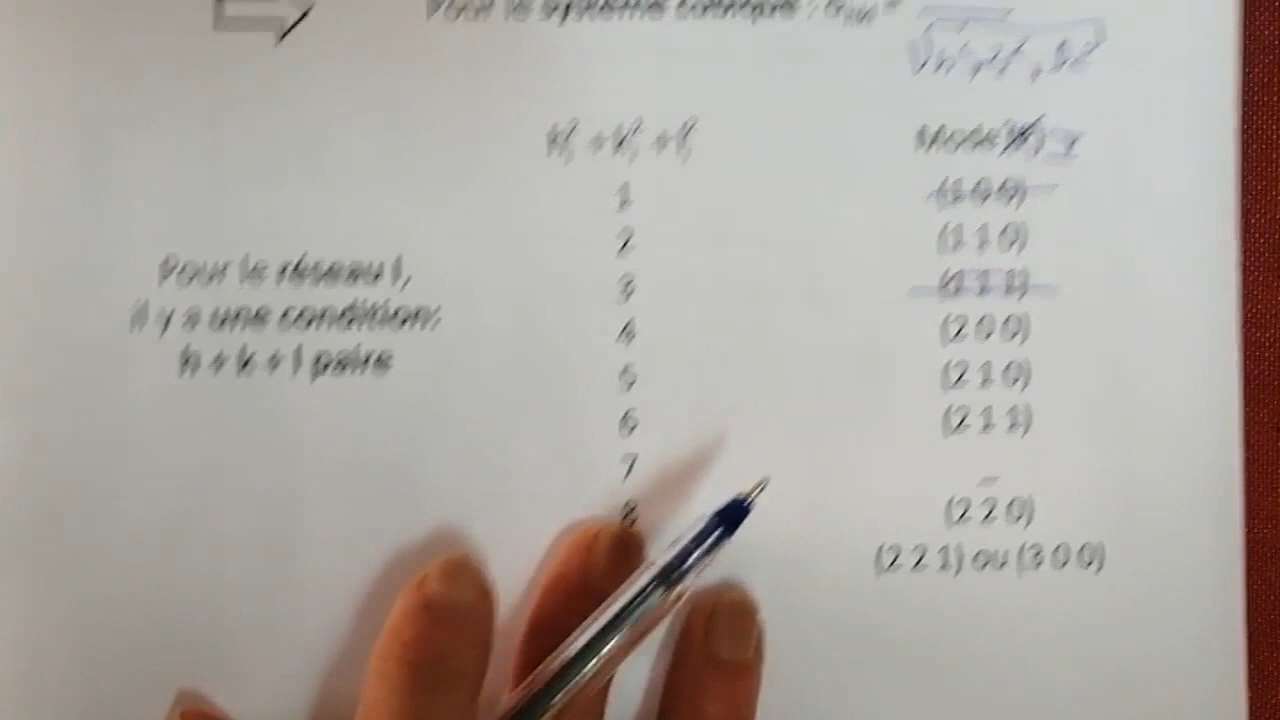 Pour le système cubique : d
h² + k² + l²
1 (1 0 0)
2 (1 1 0)
Pour le réseau I,
3 (1 1 1)
il y a une condition:
4 (2 0 0)
h + k + l paire
5 (2 1 0)
6 (2 1 1)
7
8 (2 2 0)
(2 2 1) ou (3 0 0)